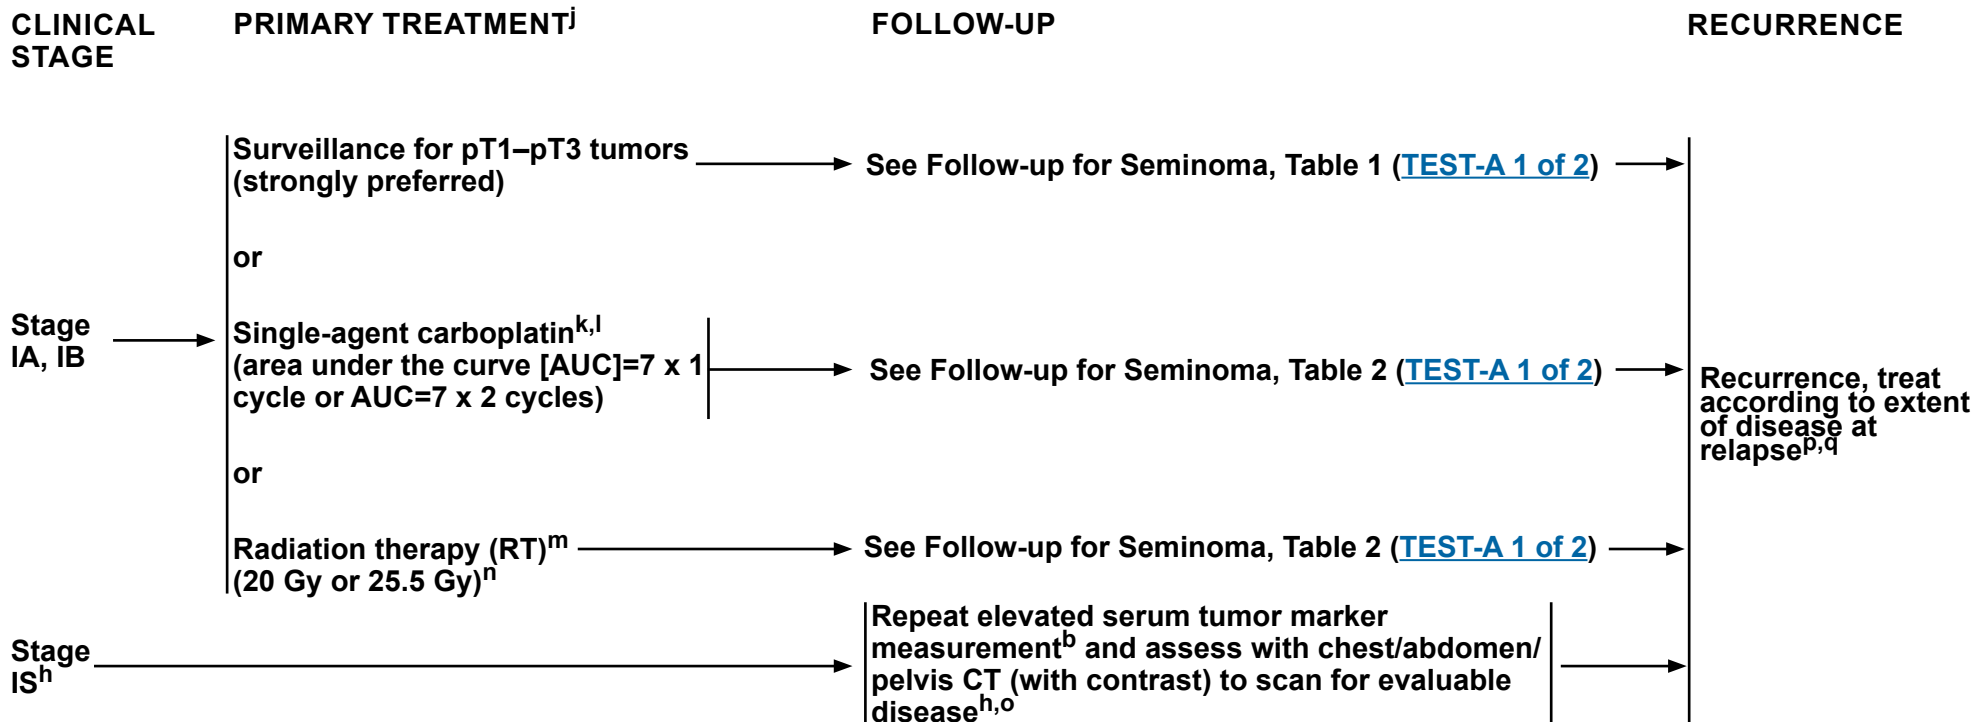 CLINICAL
STAGE
PRIMARY TREATMENTj
FOLLOW-UP
RECURRENCE
Stage
IA, IB
Surveillance for pT1–pT3 tumors
(strongly preferred)
See Follow-up for Seminoma, Table 1 (TEST-A 1 of 2)
or
Single-agent carboplatink,l
(area under the curve [AUC]=7 x 1
cycle or AUC=7 x 2 cycles)
See Follow-up for Seminoma, Table 2 (TEST-A 1 of 2)
or
Radiation therapy (RT)m
(20 Gy or 25.5 Gy)n
See Follow-up for Seminoma, Table 2 (TEST-A 1 of 2)
Recurrence, treat
according to extent
of disease at
relapsep,q
Stage
ISh
Repeat elevated serum tumor marker
measurementb and assess with chest/abdomen/
pelvis CT (with contrast) to scan for evaluable
diseaseh,o